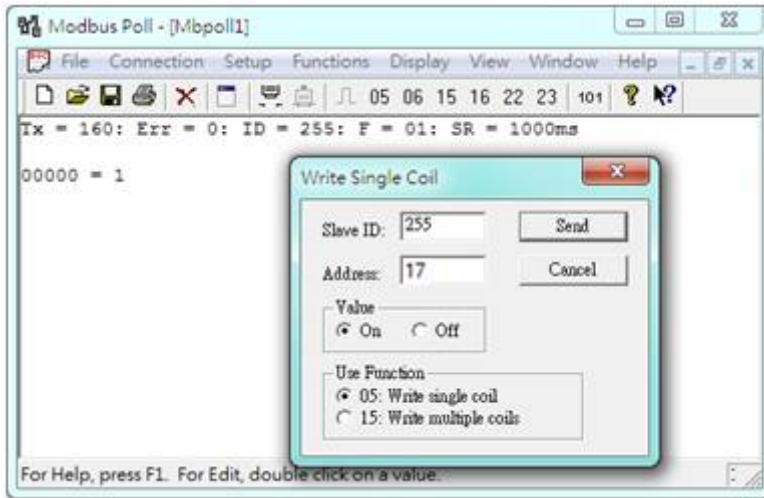 Modbus Poll - [Mbpoll1]
File Connection Setup Functions Display View Window Help
05 06 15 16 22 23 101
Tx = 160: Err = 0: ID = 255: F = 01: SR = 1000ms
00000 = 1
Write Single Coil
Slave ID: 255 Send
Address: 17 Cancel
Value
On Off
Use Function
05: Write single coil
15: Write multiple coils
For Help, press F1. For Edit, double click on a value.